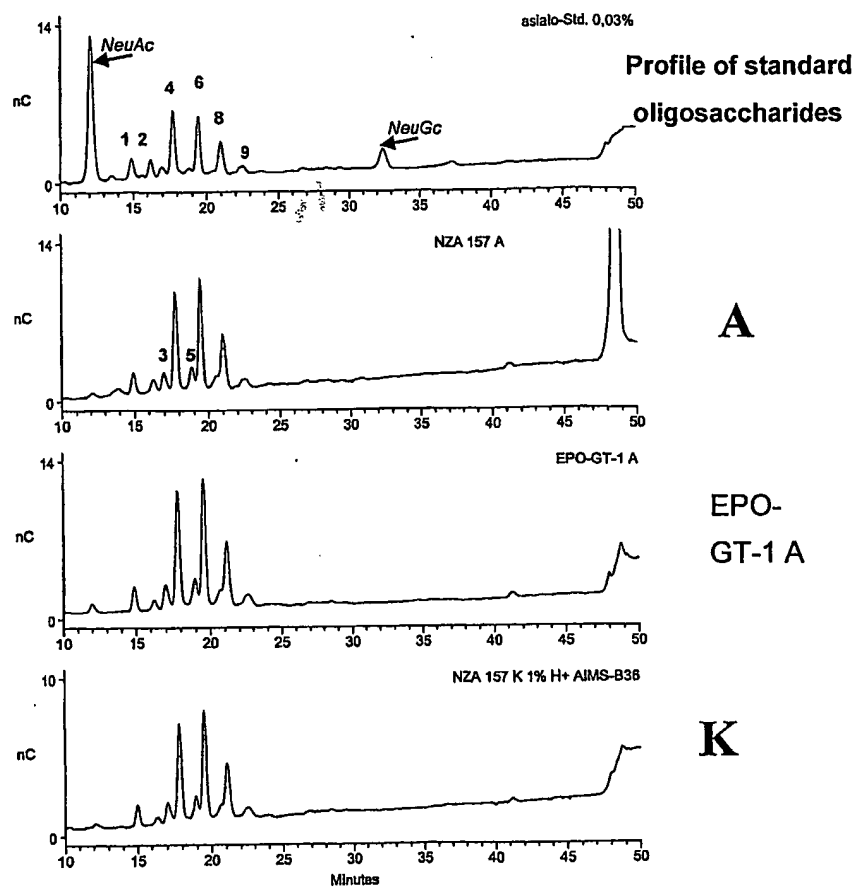 asialo-Std. 0,03%
14
nC
0
NeuAc
1 2 4 6 8 9
NeuGc
10 15 20 25 30 35 40 45 50
Profile of standard
oligosaccharides
NZA 157 A
14
nC
0
3 5
10 15 20 25 30 35 40 45 50
A
EPO-GT-1 A
14
nC
0
10 15 20 25 30 35 40 45 50
EPO-
GT-1 A
NZA 157 K 1% H+ AIMS-B36
10
nC
0
10 15 20 25 30 35 40 45 50
Minutes
K